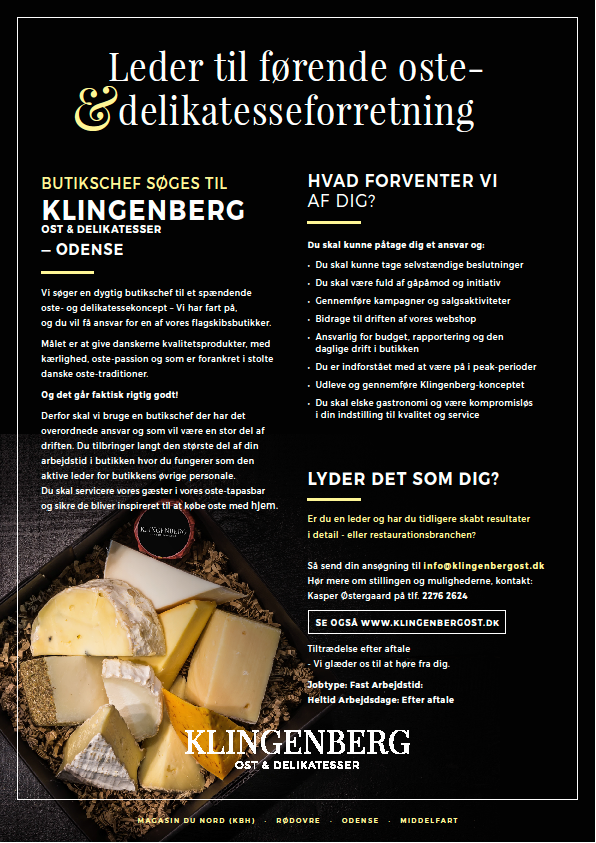 Leder til førende oste-
&delikatesseforretning
BUTIKSCHEF SØGES TIL
KLINGENBERG
OST & DELIKATESSER
– ODENSE
Vi søger en dygtig butikschef til et spændende
oste- og delikatessekoncept – Vi har fart på,
og du vil få ansvar for en af vores flagskibsbutikker.
Målet er at give danskerne kvalitetsprodukter, med
kærlighed, oste-passion og som er forankret i stolte
danske oste-traditioner.
Og det går faktisk rigtig godt!
Derfor skal vi bruge en butikschef der har det
overordnede ansvar og som vil være en stor del af
driften. Du tilbringer langt den største del af din
arbejdstid i butikken hvor du fungerer som den
aktive leder for butikkens øvrige personale.
Du skal servicere vores gæster i vores oste-tapasbar
og sikre de bliver inspireret til at købe oste med hjem.
HVAD FORVENTER VI
AF DIG?
Du skal kunne påtage dig et ansvar og:
• Du skal kunne tage selvstændige beslutninger
• Du skal være fuld af gåpåmod og initiativ
• Gennemføre kampagner og salgsaktiviteter
• Bidrage til driften af vores webshop
• Ansvarlig for budget, rapportering og den
daglige drift i butikken
• Du er indforstået med at være på i peak-perioder
• Udleve og gennemføre Klingenberg-konceptet
• Du skal elske gastronomi og være kompromisløs
i din indstilling til kvalitet og service
LYDER DET SOM DIG?
Er du en leder og har du tidligere skabt resultater
i detail - eller restaurationsbranchen?
Så send din ansøgning til info@klingenbergost.dk
Hør mere om stillingen og mulighederne, kontakt:
Kasper Østergaard på tlf. 2276 2624
SE OGSÅ WWW.KLINGENBERGOST.DK
Tiltrædelse efter aftale
- Vi glæder os til at høre fra dig.
Jobtype: Fast Arbejdstid:
Heltid Arbejdsdage: Efter aftale
KLINGENBERG
KLINGENBERG
OST & DELIKATESSER
MAGASIN DU NORD (KBH) · RØDOVRE · ODENSE · MIDDELFART